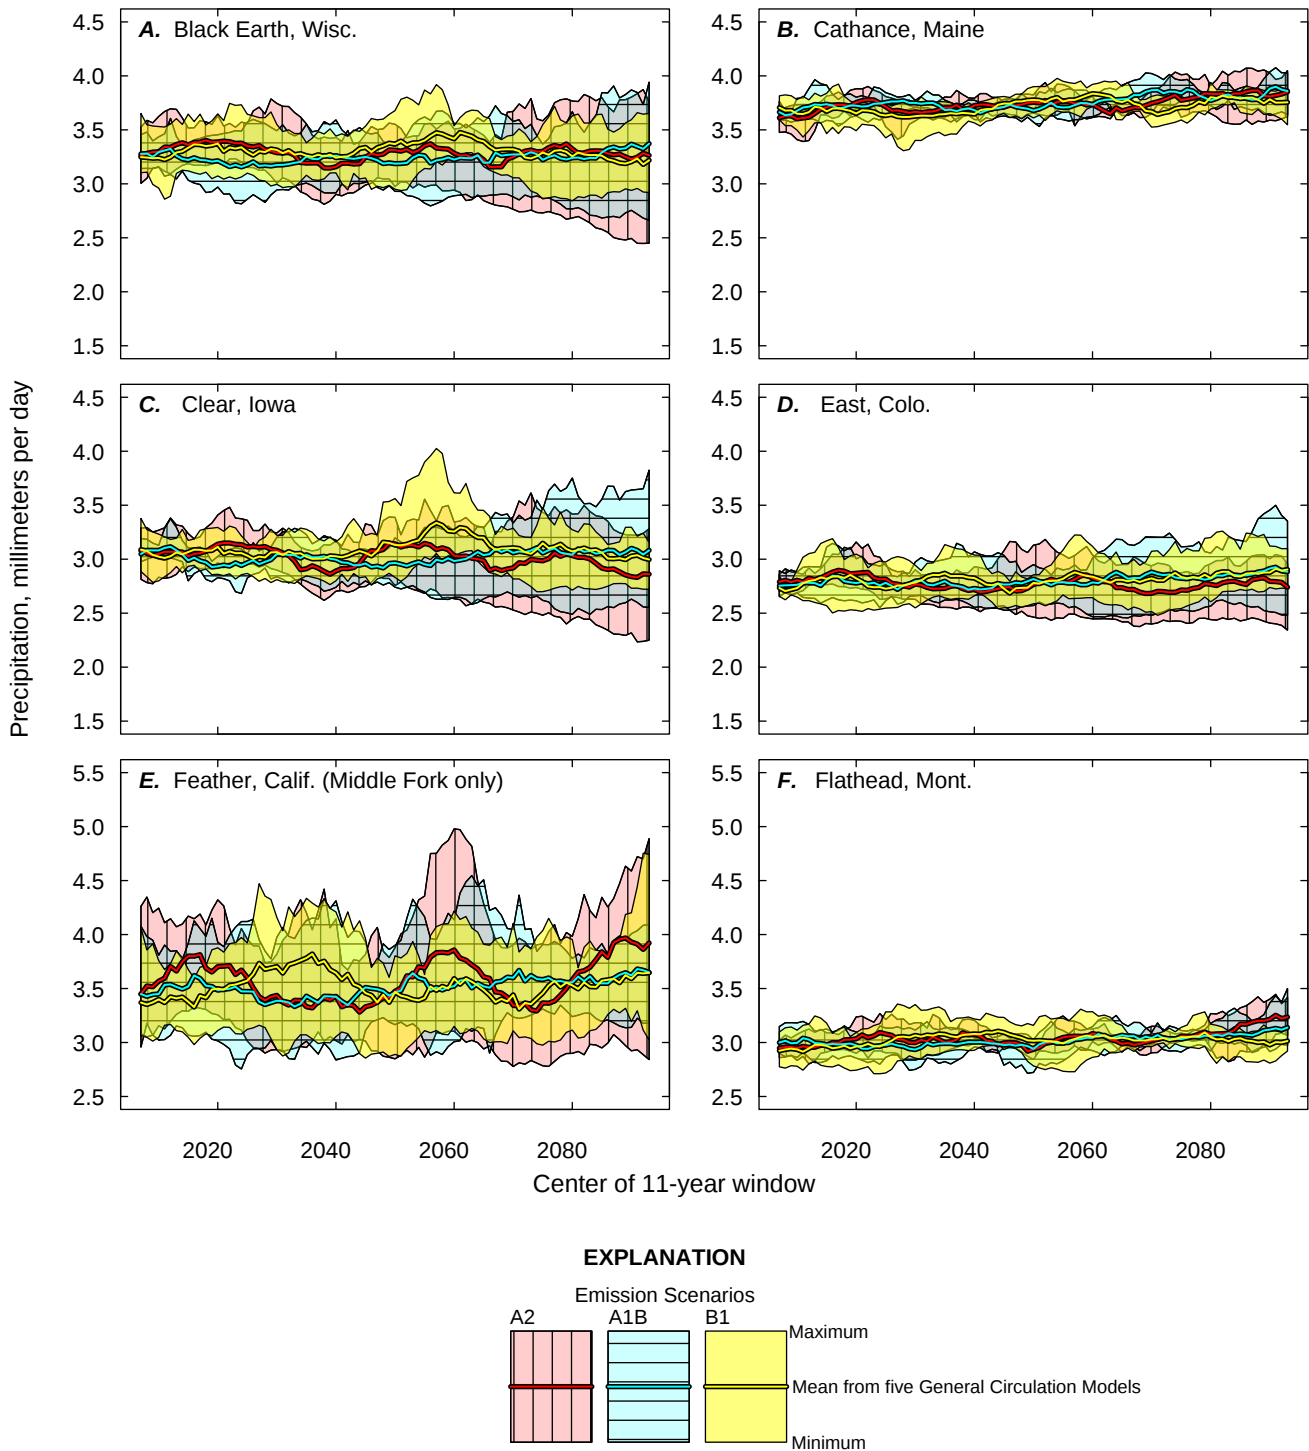 A. Black Earth, Wisc.
4.5
4.0
3.5
3.0
2.5
2.0
1.5
B. Cathance, Maine
4.5
4.0
3.5
3.0
2.5
2.0
1.5
C. Clear, Iowa
4.5
4.0
3.5
3.0
2.5
2.0
1.5
D. East, Colo.
4.5
4.0
3.5
3.0
2.5
2.0
1.5
E. Feather, Calif. (Middle Fork only)
5.5
5.0
4.5
4.0
3.5
3.0
2.5
F. Flathead, Mont.
5.5
5.0
4.5
4.0
3.5
3.0
2.5
Precipitation, millimeters per day
2020 2040 2060 2080
2020 2040 2060 2080
Center of 11-year window
EXPLANATION
Emission Scenarios
A2 A1B B1
Maximum
Mean from five General Circulation Models
Minimum